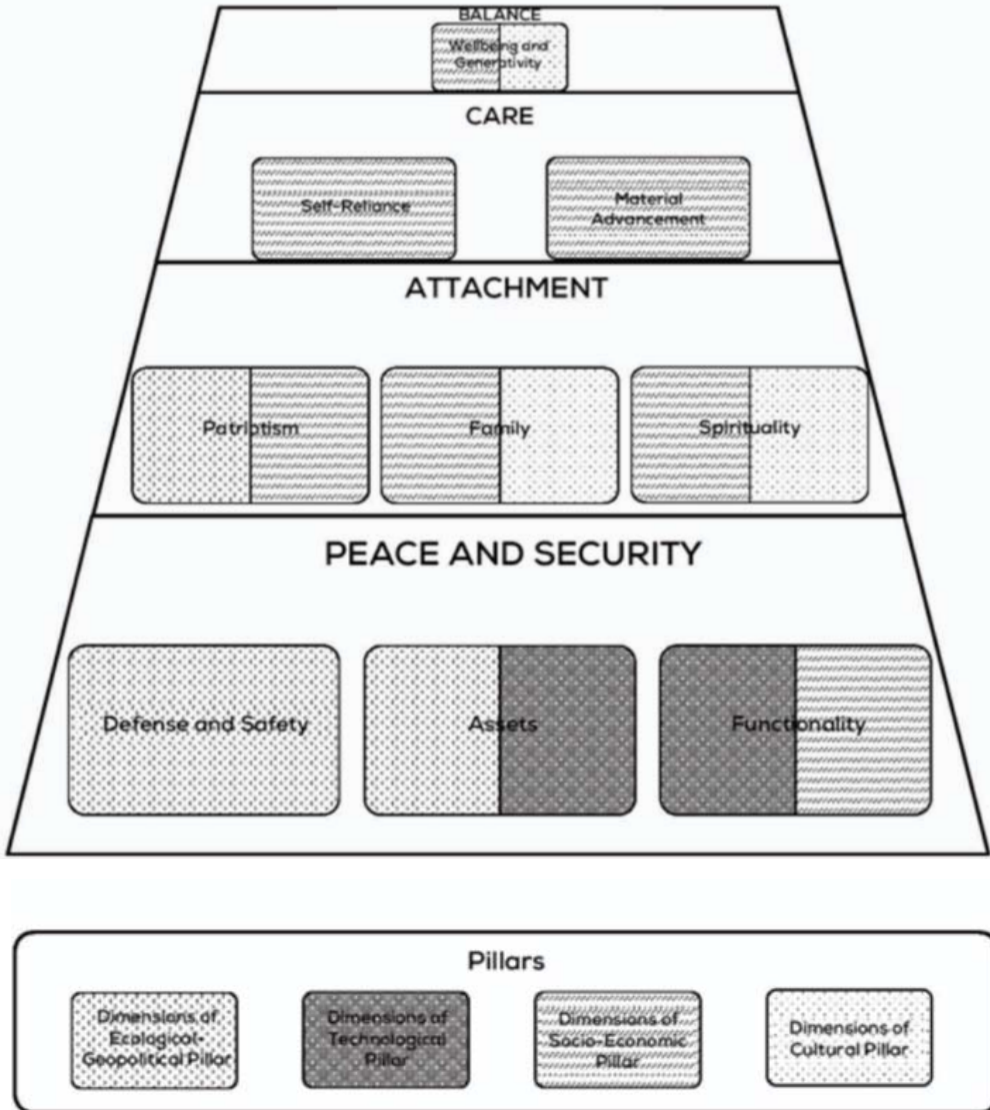 BALANCE
Wellbeing and
Generativity
CARE
Self-Reliance
Material
Advancement
ATTACHMENT
Patriotism
Family
Spirituality
PEACE AND SECURITY
Defense and Safety
Assets
Functionality
Pillars
Dimensions of
Ecological-
Geopolitical Pillar
Dimensions of
Technological
Pillar
Dimensions of
Socio-Economic
Pillar
Dimensions of
Cultural Pillar